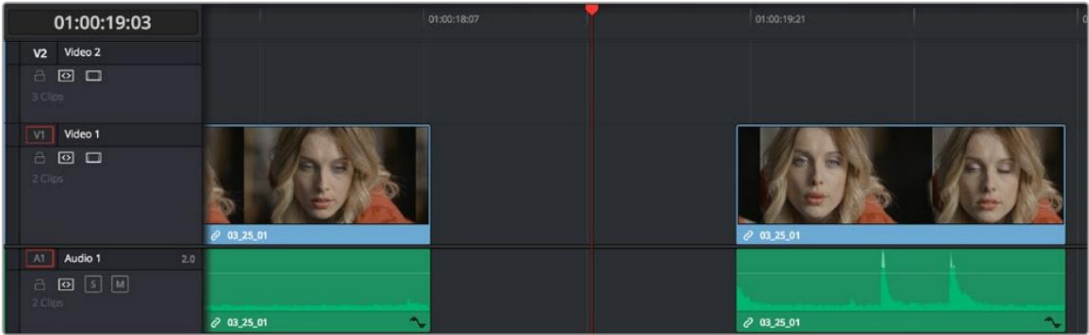 01:00:19:03
01:00:18:07
01:00:19:21
V2 Video 2
3 Clips
V1 Video 1
2 Clips
03_25_01
03_25_01
A1 Audio 1 2.0
S M
2 Clips
03_25_01
03_25_01